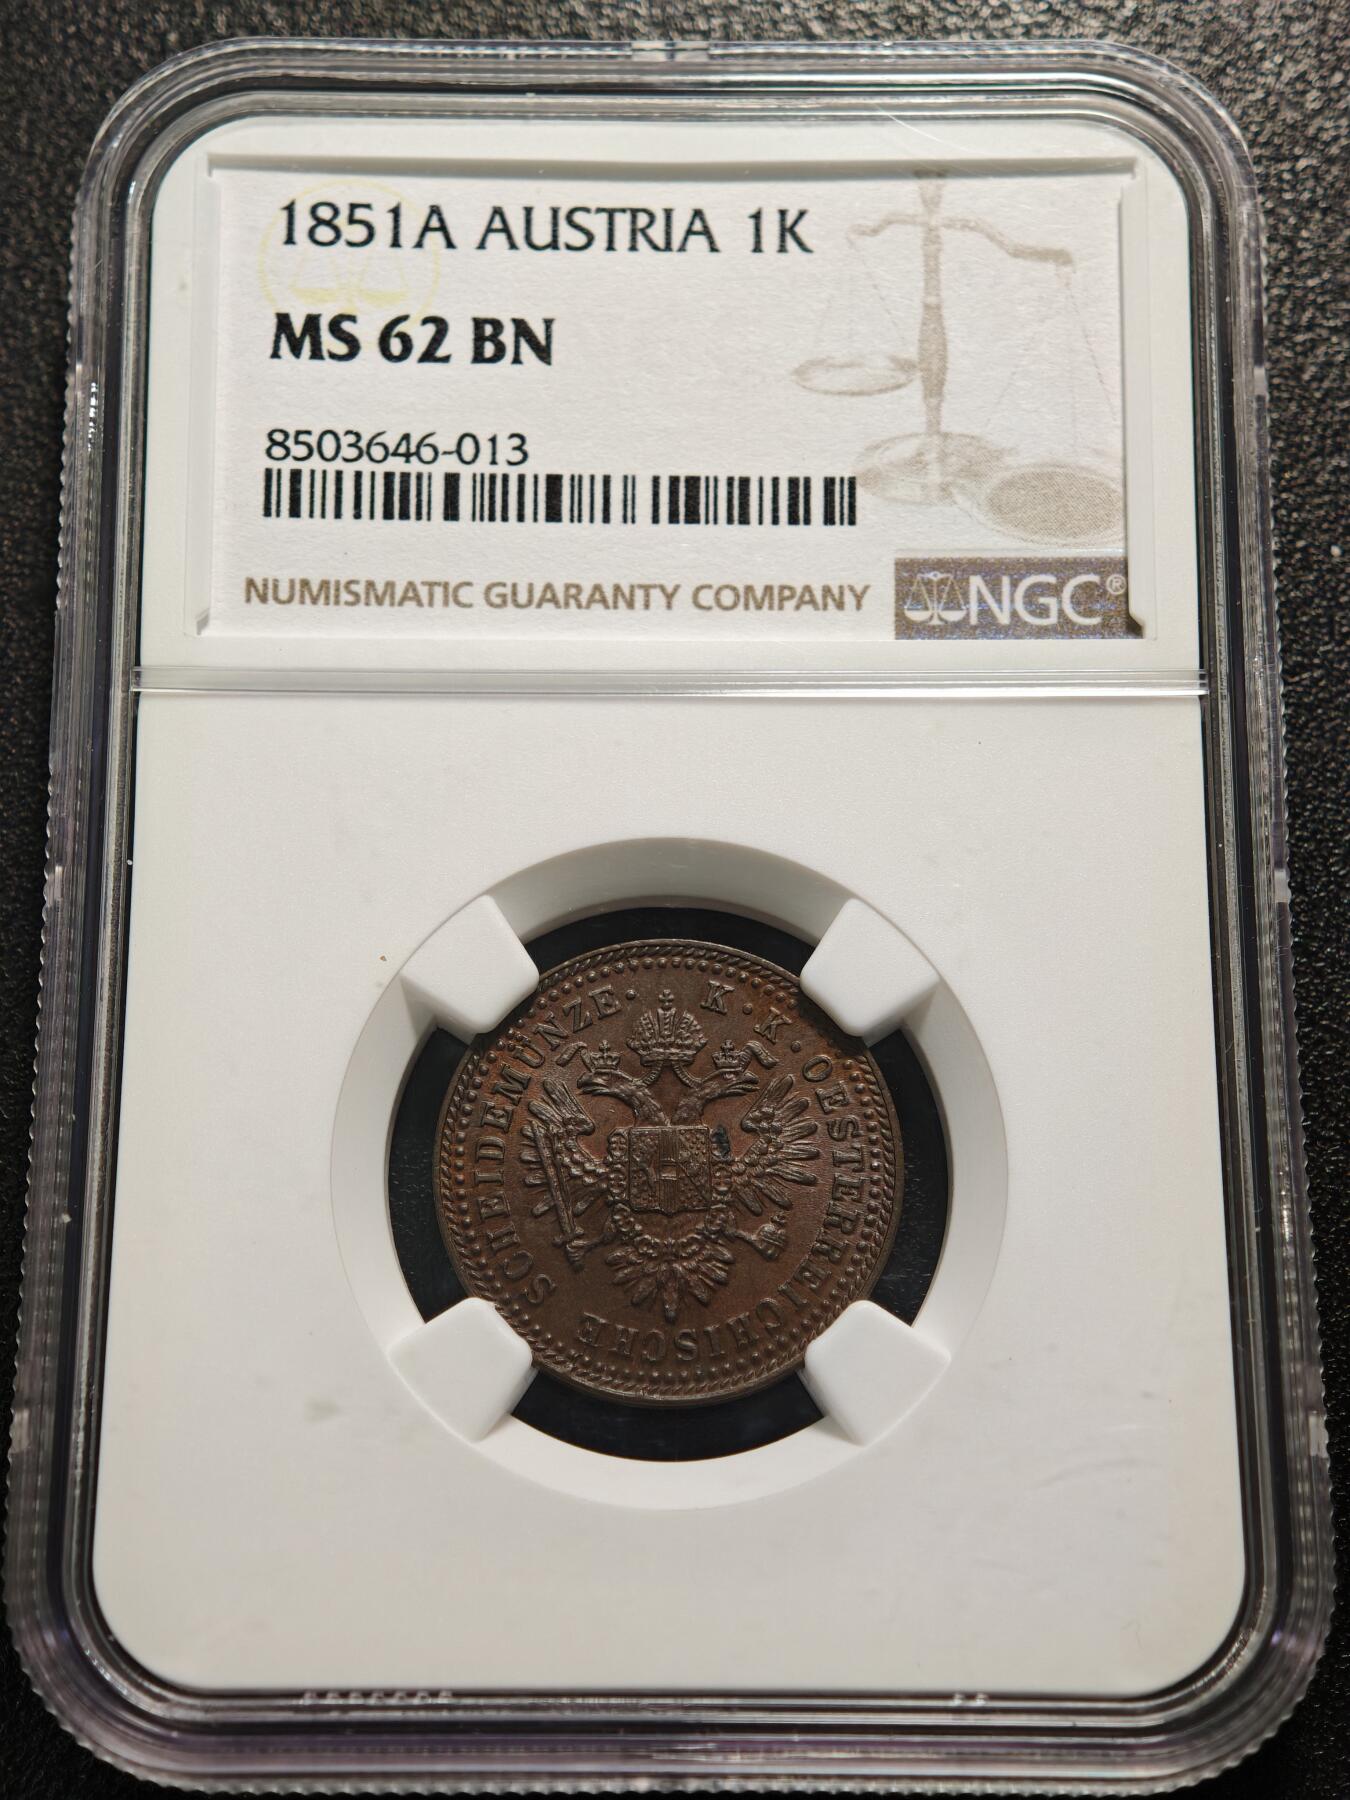 1851A AUSTRIA 1K
MS 62 BN
8503646-013
NUMISMATIC GUARANTY COMPANY
NGC®
K. K. OESTERREICHISCHE SCHEIDEMÜNZE.